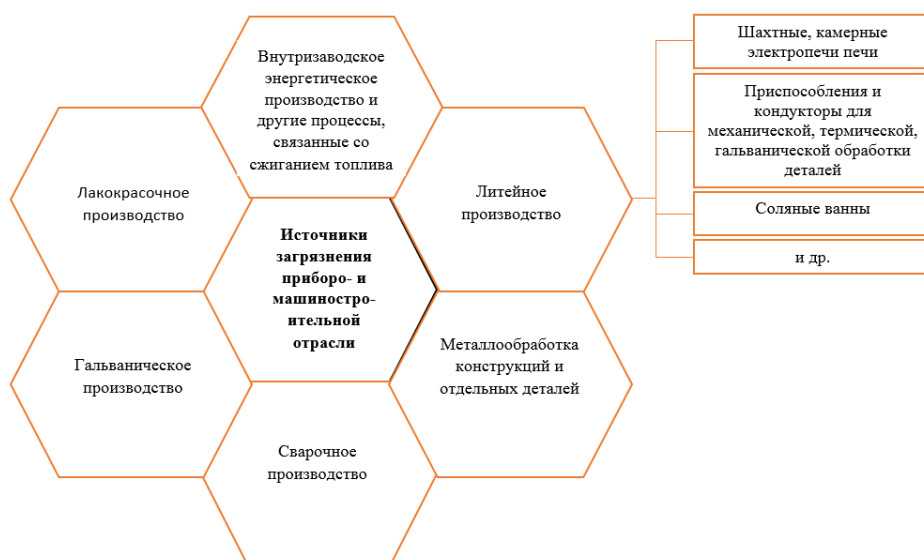 Внутризаводское
энергетическое
производство и
другие процессы,
связанные со
сжиганием топлива
Лакокрасочное
производство
Литейное
производство
Источники
загрязнения
приборо- и
машиностро-
ительной
отрасли
Гальваническое
производство
Металлообработка
конструкций и
отдельных деталей
Сварочное
производство
Шахтные, камерные
электропечи печи
Приспособления и
кондукторы для
механической, термической,
гальванической обработки
деталей
Соляные ванны
и др.